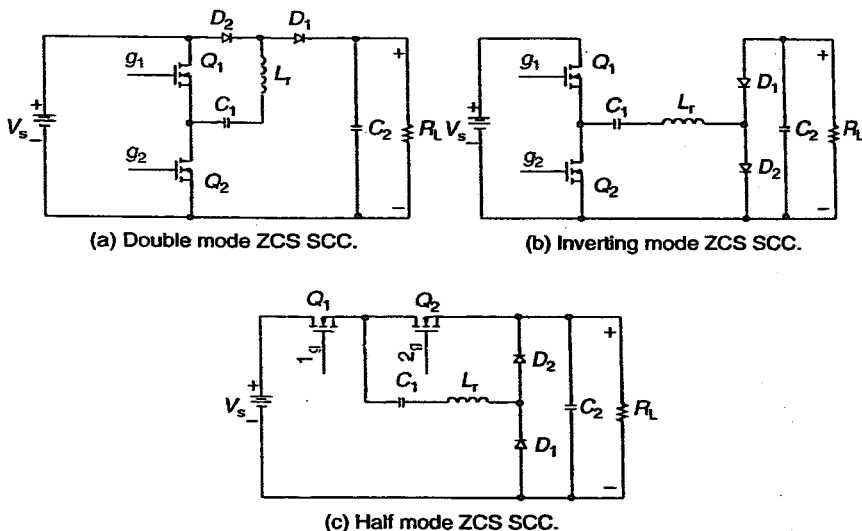 D2 D1
g1 Q1
Lr
C1
+
Vs
-
g2 Q2
C2 RL
+
-
(a) Double mode ZCS SCC.
g1 Q1
C1 Lr
+
Vs
-
g2 Q2
D1
D2
C2 RL
+
-
(b) Inverting mode ZCS SCC.
Q1 Q2
1g 2g
C1 Lr
+
Vs
-
D2
D1
C2 RL
+
-
(c) Half mode ZCS SCC.